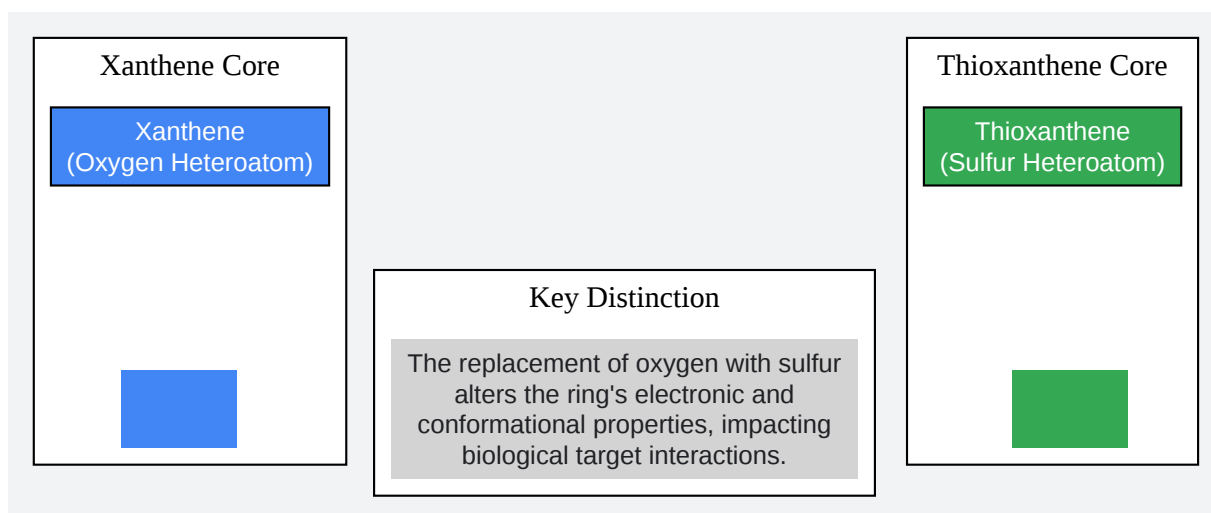 Xanthene Core
Xanthene
(Oxygen Heteroatom)
Thioxanthene Core
Thioxanthene
(Sulfur Heteroatom)
Key Distinction
The replacement of oxygen with sulfur
alters the ring's electronic and
conformational properties, impacting
biological target interactions.